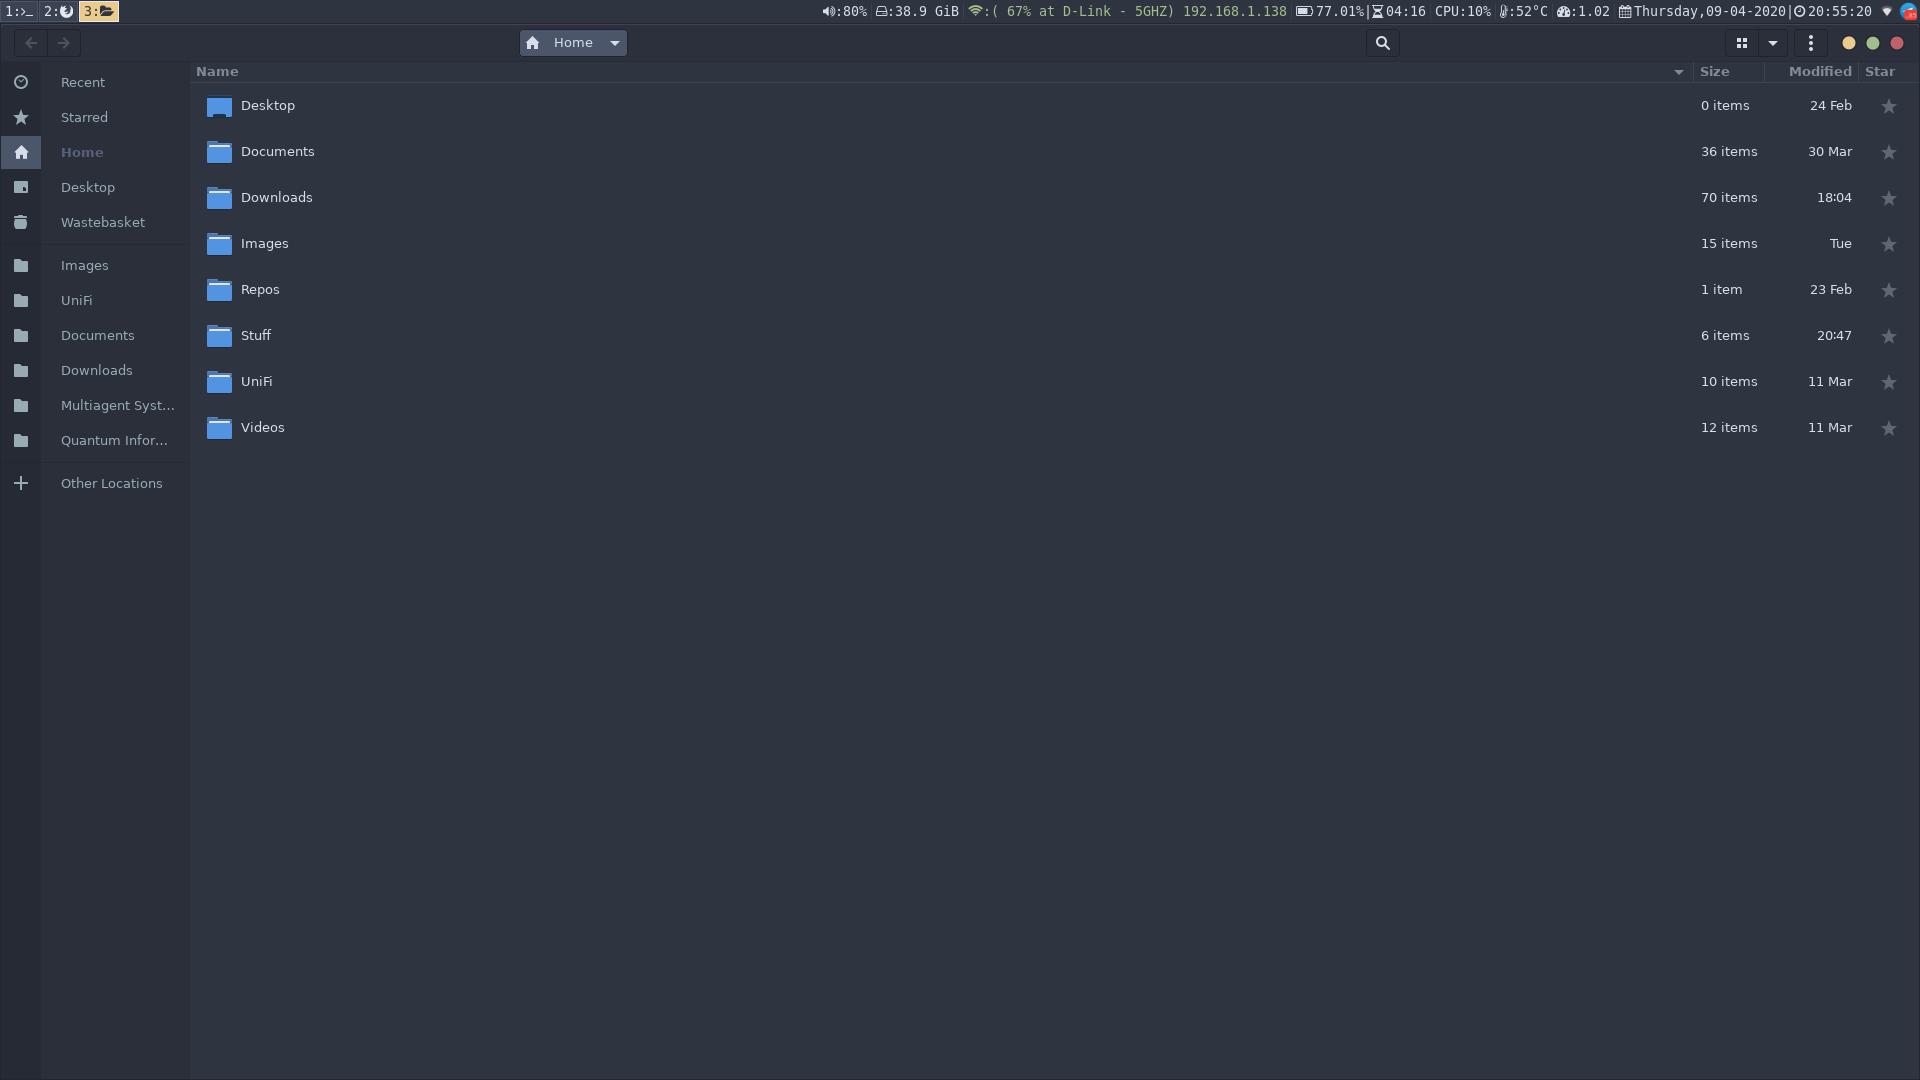 1:>_ 2: 3: :80% :38.9 GiB :( 67% at D-Link - 5GHZ) 192.168.1.138 77.01%| 04:16 CPU:10% :52°C :1.02 Thursday,09-04-2020| 20:55:20
Home
Name Size Modified Star
Recent
Starred
Home
Desktop
Wastebasket
Images
UniFi
Documents
Downloads
Multiagent Syst...
Quantum Infor...
Other Locations
Desktop 0 items 24 Feb
Documents 36 items 30 Mar
Downloads 70 items 18:04
Images 15 items Tue
Repos 1 item 23 Feb
Stuff 6 items 20:47
UniFi 10 items 11 Mar
Videos 12 items 11 Mar